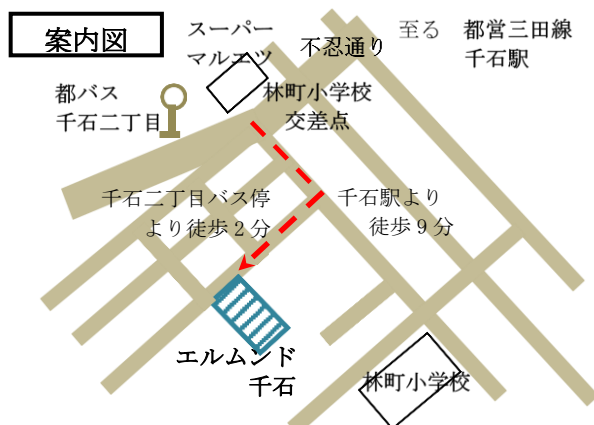 案内図
スーパー
マルエツ
不忍通り
至る 都営三田線
千石駅
都バス
千石二丁目
林町小学校
交差点
千石二丁目バス停
より徒歩2分
千石駅より
徒歩9分
エルムンド
千石
林町小学校